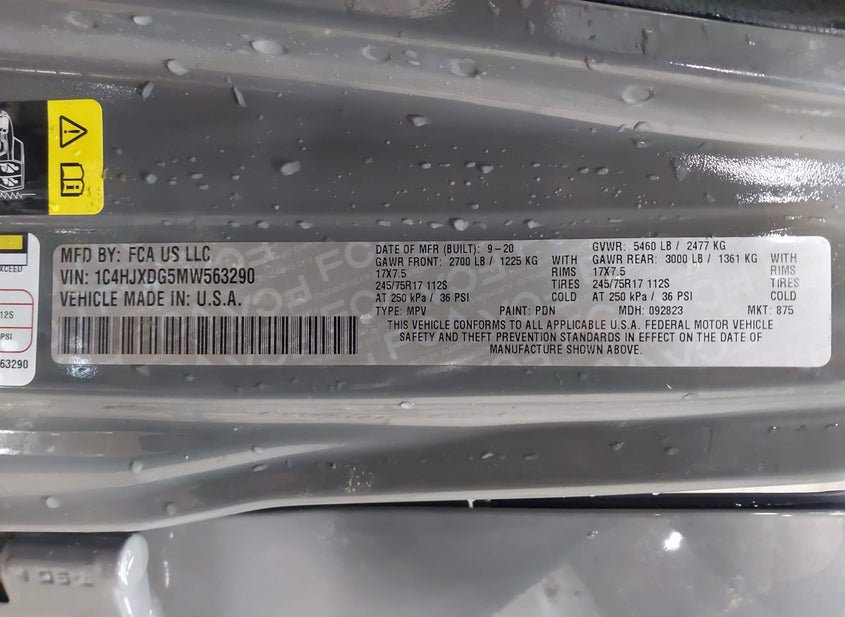 EXCEED
12S
PSI
63290
MFD BY: FCA US LLC
VIN: 1C4HJXDG5MW563290
VEHICLE MADE IN U.S.A.
DATE OF MFR (BUILT): 9-20
GAWR FRONT: 2700 LB / 1225 KG WITH
17X7.5 RIMS
245/75R17 112S TIRES
AT 250 kPa / 36 PSI COLD
TYPE: MPV PAINT: PDN
GVWR: 5460 LB / 2477 KG
GAWR REAR: 3000 LB / 1361 KG WITH
17X7.5 RIMS
245/75R17 112S TIRES
AT 250 kPa / 36 PSI COLD
MDH: 092823 MKT: 875
THIS VEHICLE CONFORMS TO ALL APPLICABLE U.S.A. FEDERAL MOTOR VEHICLE
SAFETY AND THEFT PREVENTION STANDARDS IN EFFECT ON THE DATE OF
MANUFACTURE SHOWN ABOVE.